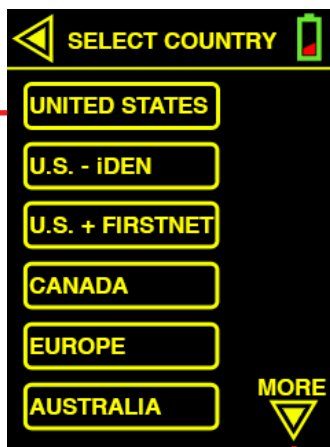 SELECT COUNTRY
UNITED STATES
U.S. - iDEN
U.S. + FIRSTNET
CANADA
EUROPE
AUSTRALIA
MORE